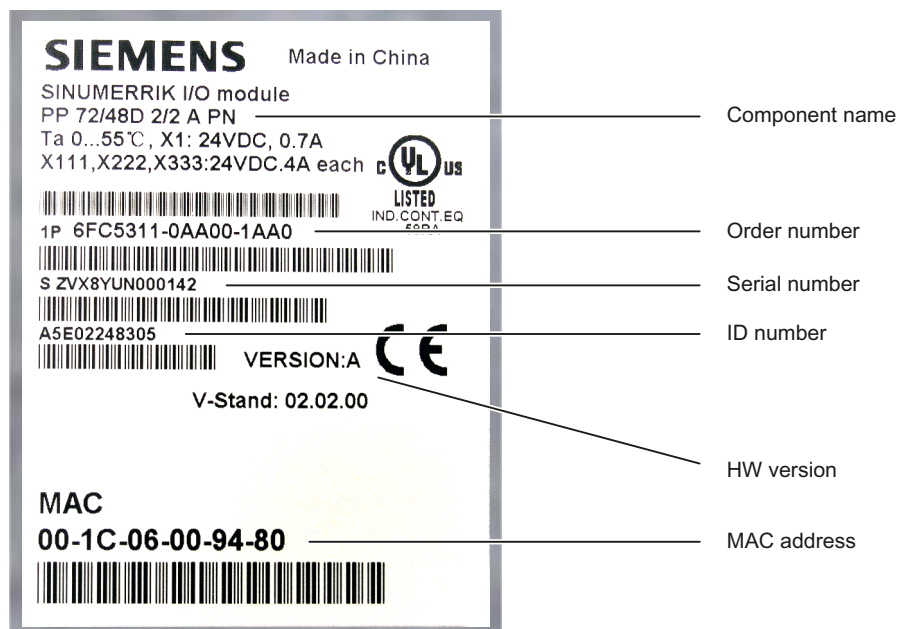 SIEMENS Made in China
SINUMERRIK I/O module
PP 72/48D 2/2 A PN
Component name
Ta 0...55℃, X1: 24VDC, 0.7A
X111,X222,X333:24VDC.4A each
C UL US
LISTED
IND.CONT.EQ
1P 6FC5311-0AA00-1AA0
Order number
S ZVX8YUN000142
Serial number
A5E02248305
ID number
VERSION:A CE
V-Stand: 02.02.00
HW version
MAC
00-1C-06-00-94-80
MAC address